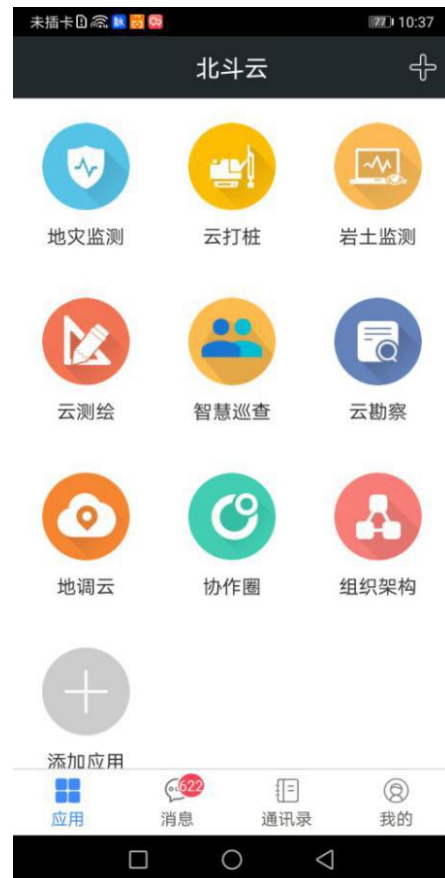 未插卡 脉 77 10:37
北斗云
地灾监测 云打桩 岩土监测
云测绘 智慧巡查 云勘察
地调云 协作圈 组织架构
添加应用
622
应用 消息 通讯录 我的